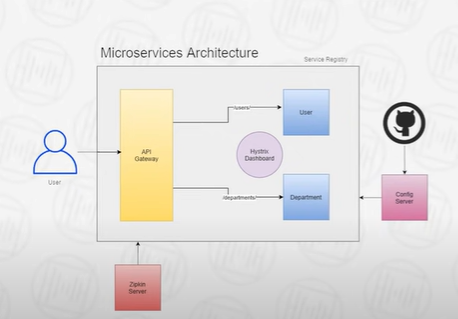 Microservices Architecture
Service Registry
/users/
User
API
Gateway
Hystrix
Dashboard
User
/departments/
Department
Config
Server
Zipkin
Server